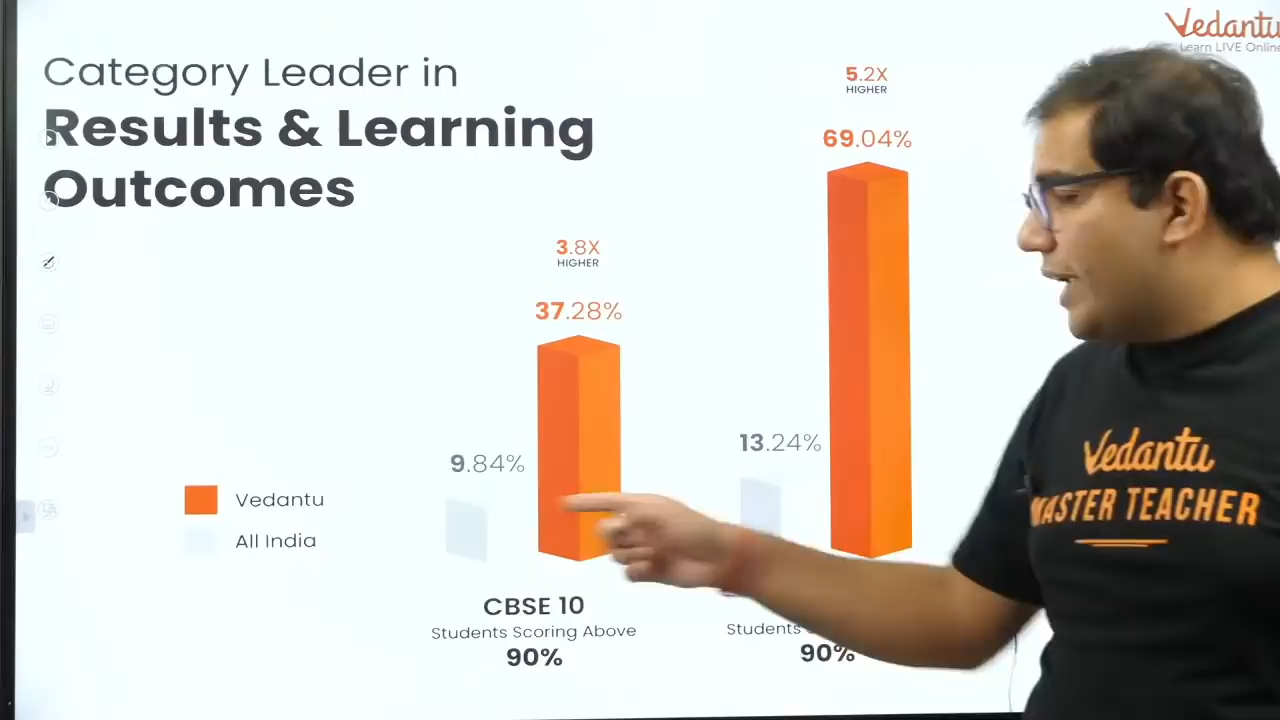 Vedantu
Learn LIVE Online
Category Leader in
Results & Learning
Outcomes
5.2X
HIGHER
69.04%
3.8X
HIGHER
37.28%
13.24%
9.84%
Vedantu
All India
CBSE 10
Students Scoring Above
90%
Students
90%
Vedantu
MASTER TEACHER